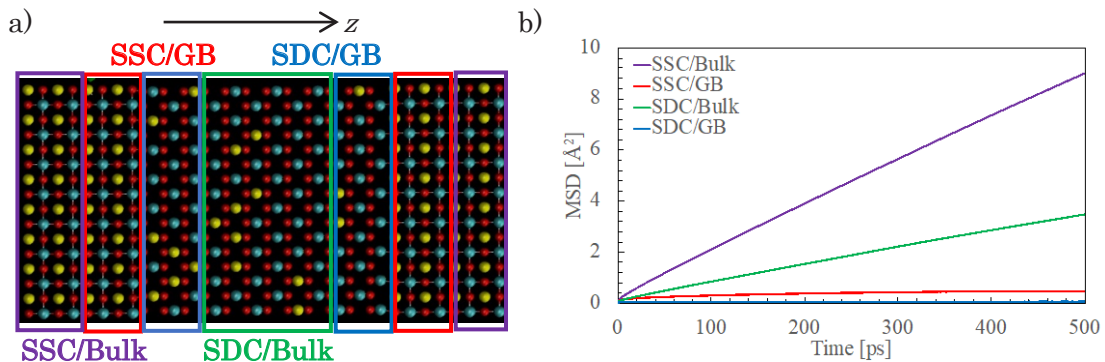 a)
z
SSC/GB
SDC/GB
SSC/Bulk
SDC/Bulk
b)
10
8
6
4
2
0
MSD [Å²]
SSC/Bulk
SSC/GB
SDC/Bulk
SDC/GB
0
100
200
300
400
500
Time [ps]